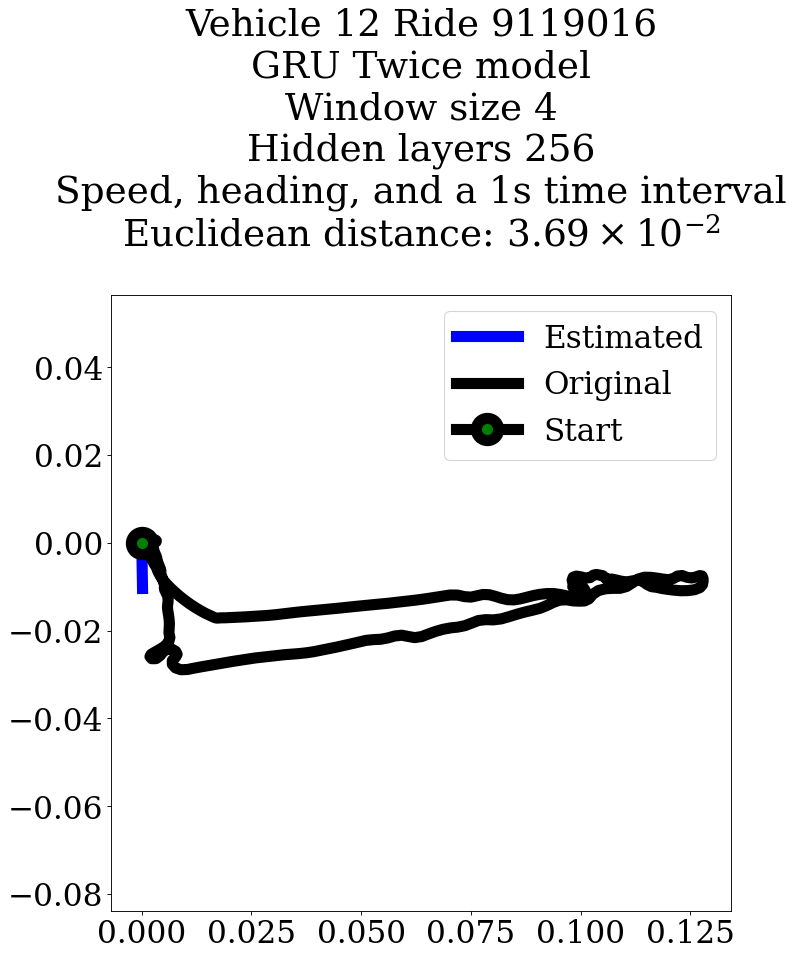 Vehicle 12 Ride 9119016
GRU Twice model
Window size 4
Hidden layers 256
Speed, heading, and a 1s time interval
Euclidean distance: 3.69 × 10⁻²
Estimated
Original
Start
0.04
0.02
0.00
−0.02
−0.04
−0.06
−0.08
0.000 0.025 0.050 0.075 0.100 0.125